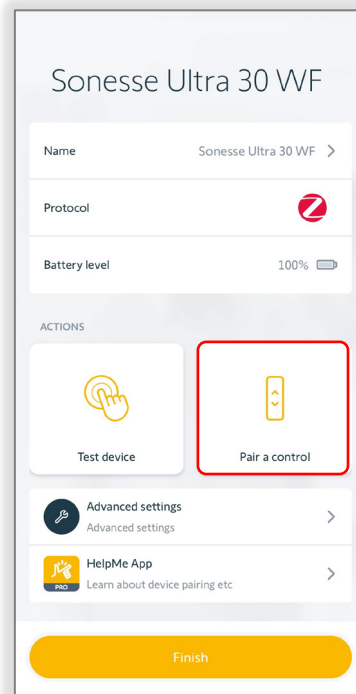 Sonesse Ultra 30 WF
Name Sonesse Ultra 30 WF
Protocol
Battery level 100%
ACTIONS
Test device Pair a control
Advanced settings
Advanced settings
HelpMe App
PRO
Learn about device pairing etc
Finish